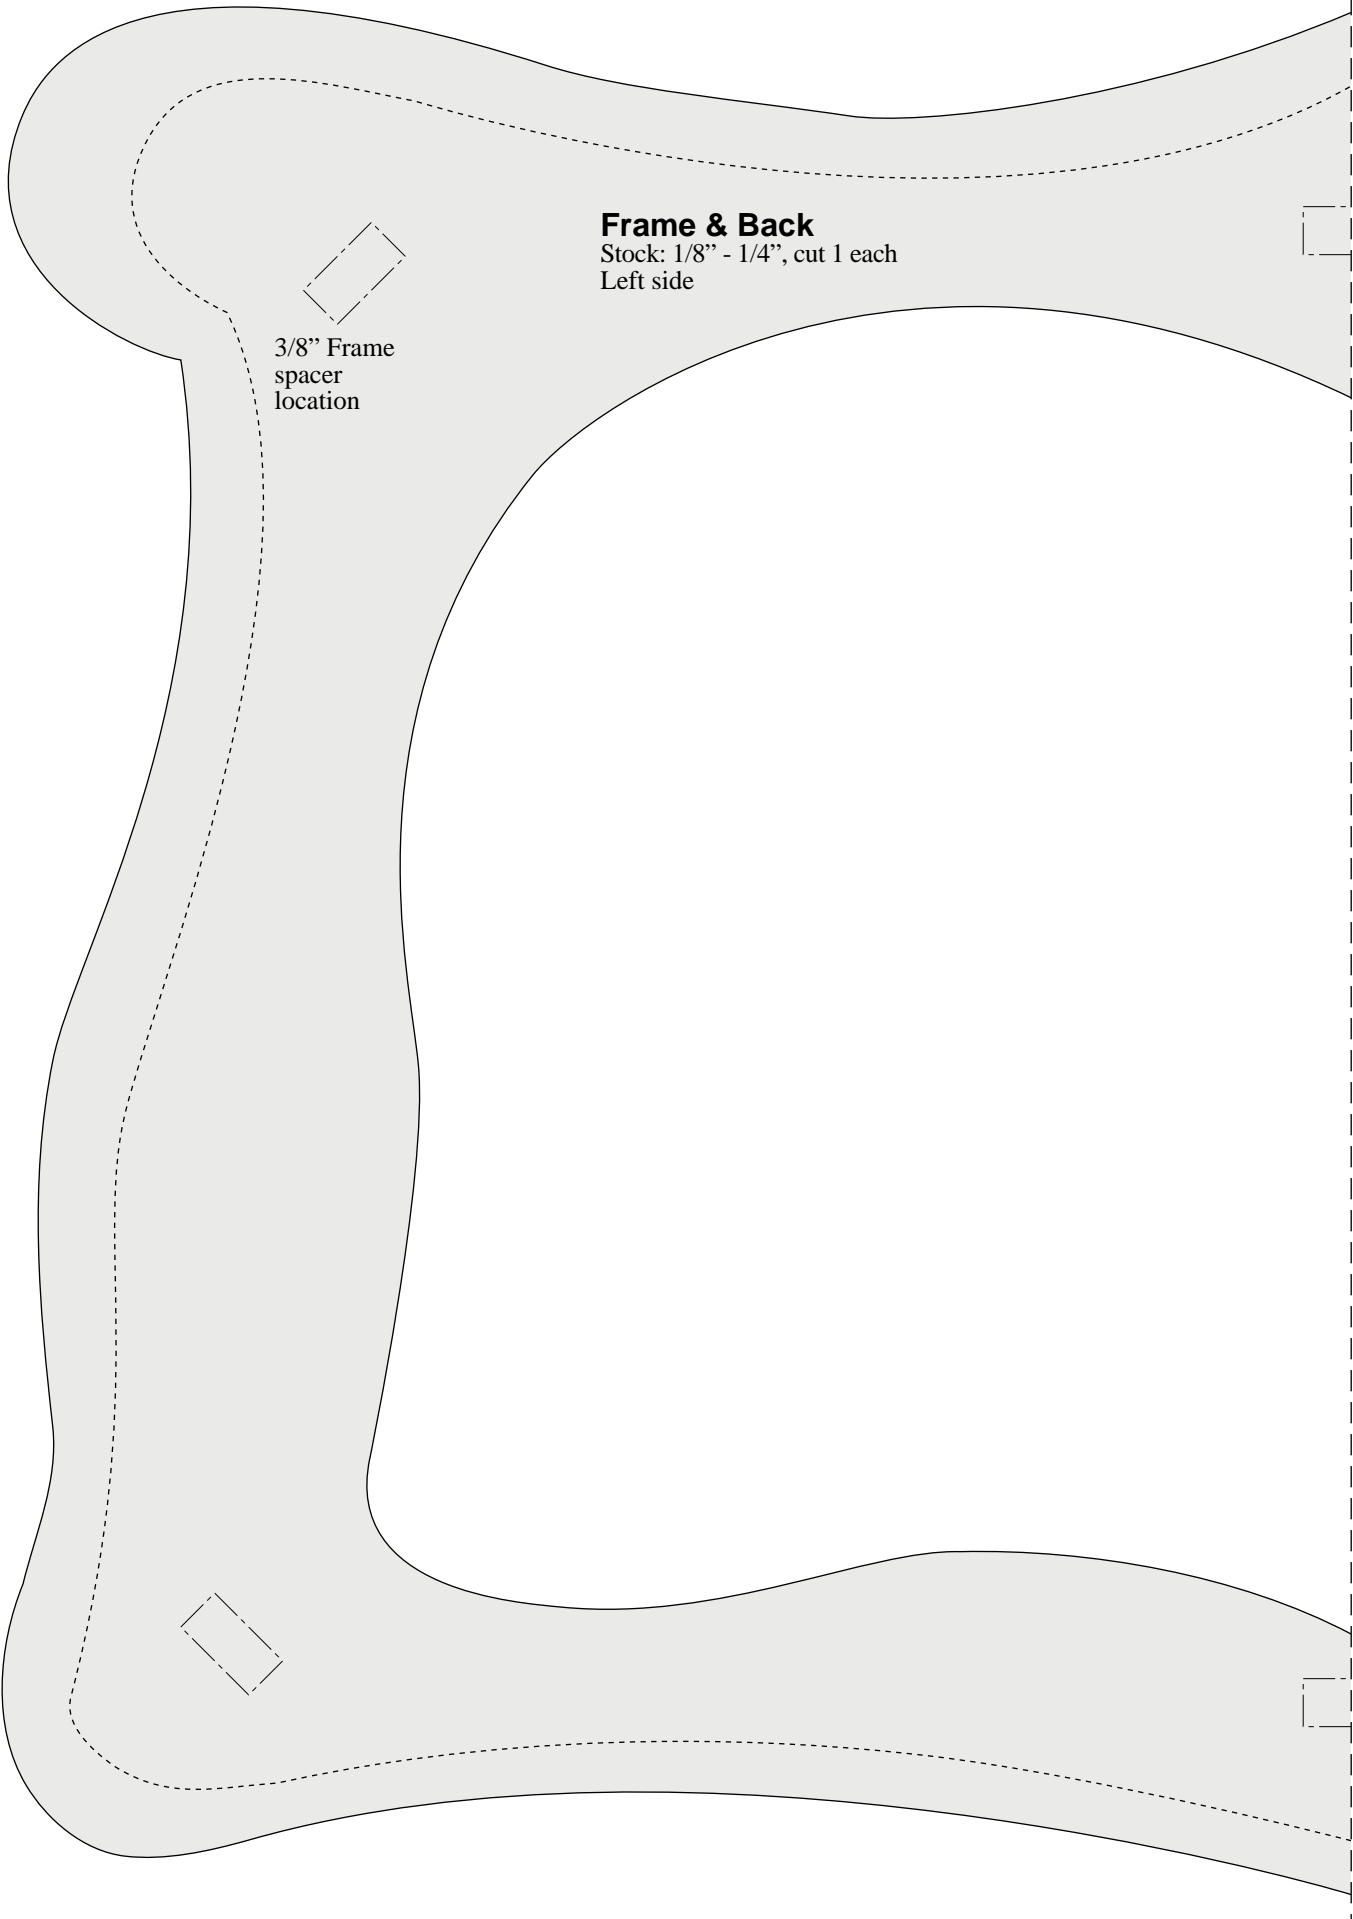 Frame & Back
Stock: 1/8” - 1/4”, cut 1 each
Left side
3/8” Frame
spacer
location